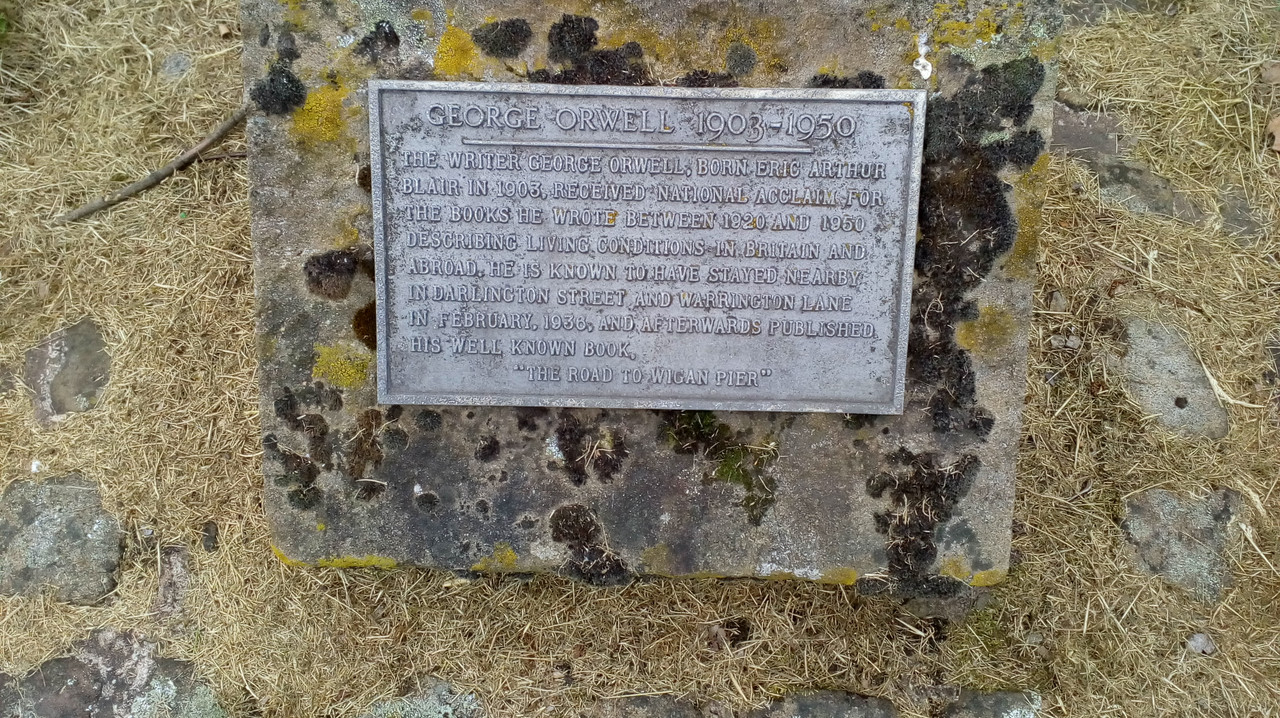 GEORGE ORWELL 1903-1950
THE WRITER GEORGE ORWELL, BORN ERIC ARTHUR
BLAIR IN 1903, RECEIVED NATIONAL ACCLAIM FOR
THE BOOKS HE WROTE BETWEEN 1920 AND 1950
DESCRIBING LIVING CONDITIONS IN BRITAIN AND
ABROAD. HE IS KNOWN TO HAVE STAYED NEARBY
IN DARLINGTON STREET AND WARRINGTON LANE
IN FEBRUARY, 1936, AND AFTERWARDS PUBLISHED
HIS WELL KNOWN BOOK,
"THE ROAD TO WIGAN PIER"